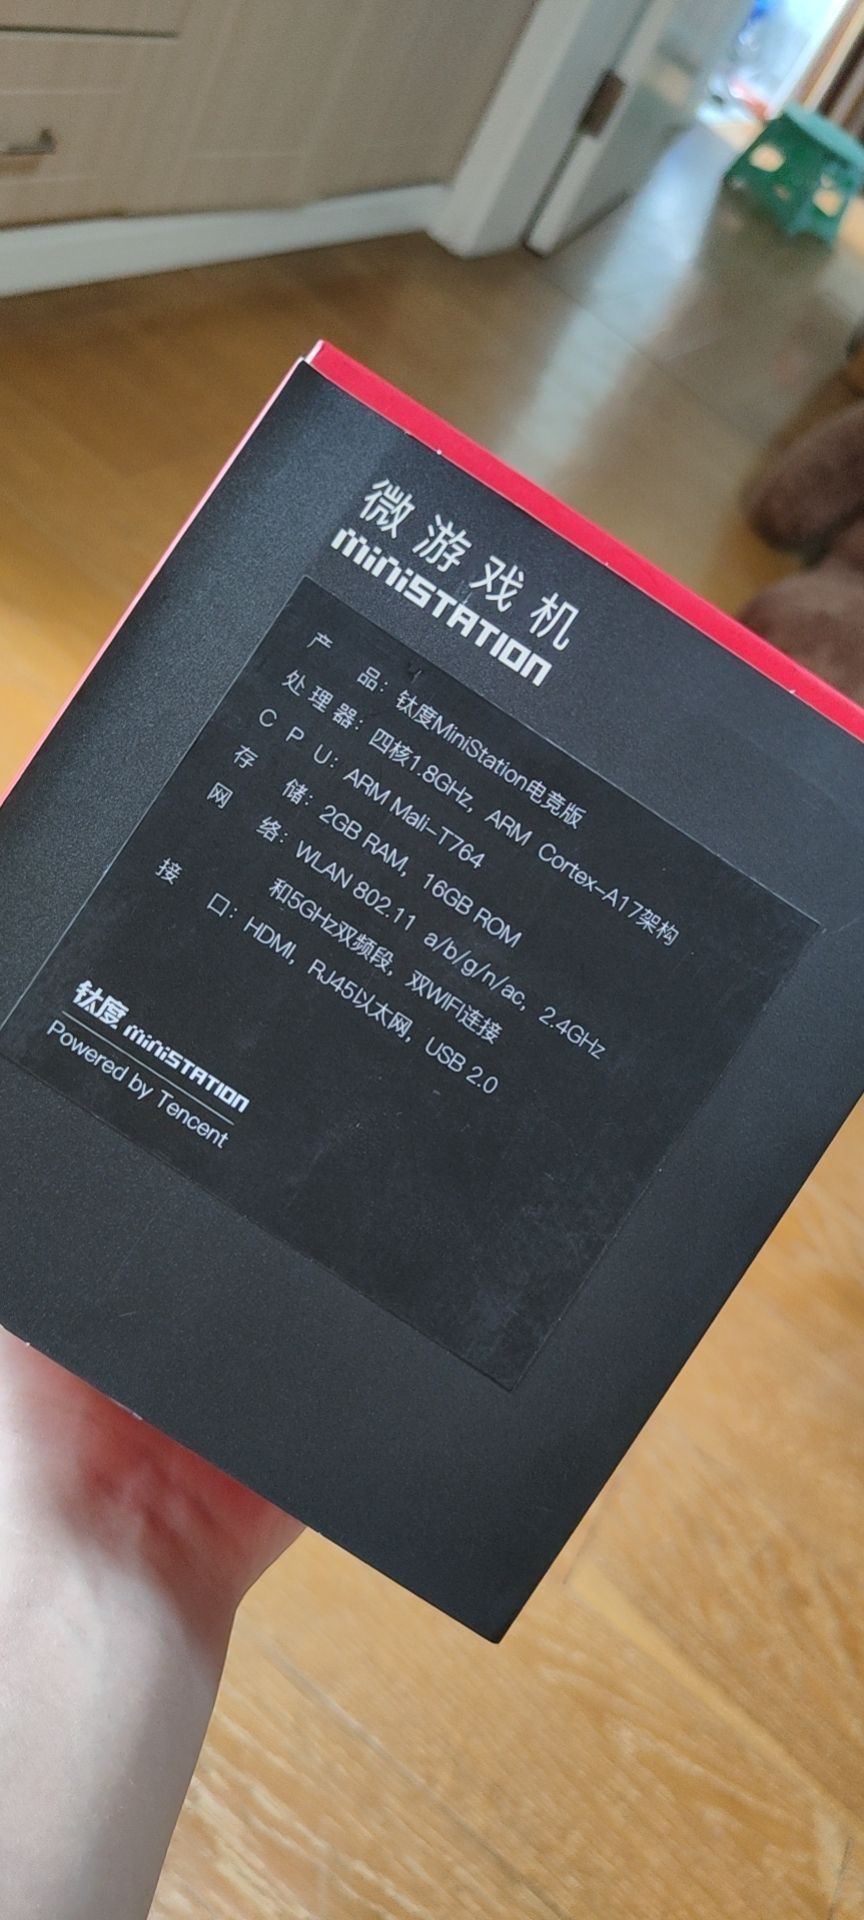 微游戏机
MINISTATION
产品：钛度MiniStation电竞版
处理器：四核1.8GHz，ARM Cortex-A17架构
CPU：ARM Mali-T764
存储：2GB RAM，16GB ROM
网络：WLAN 802.11 a/b/g/n/ac，2.4GHz
和5GHz双频段，双WIFI连接
接口：HDMI，RJ45以太网，USB 2.0
钛度 MINISTATION
Powered by Tencent